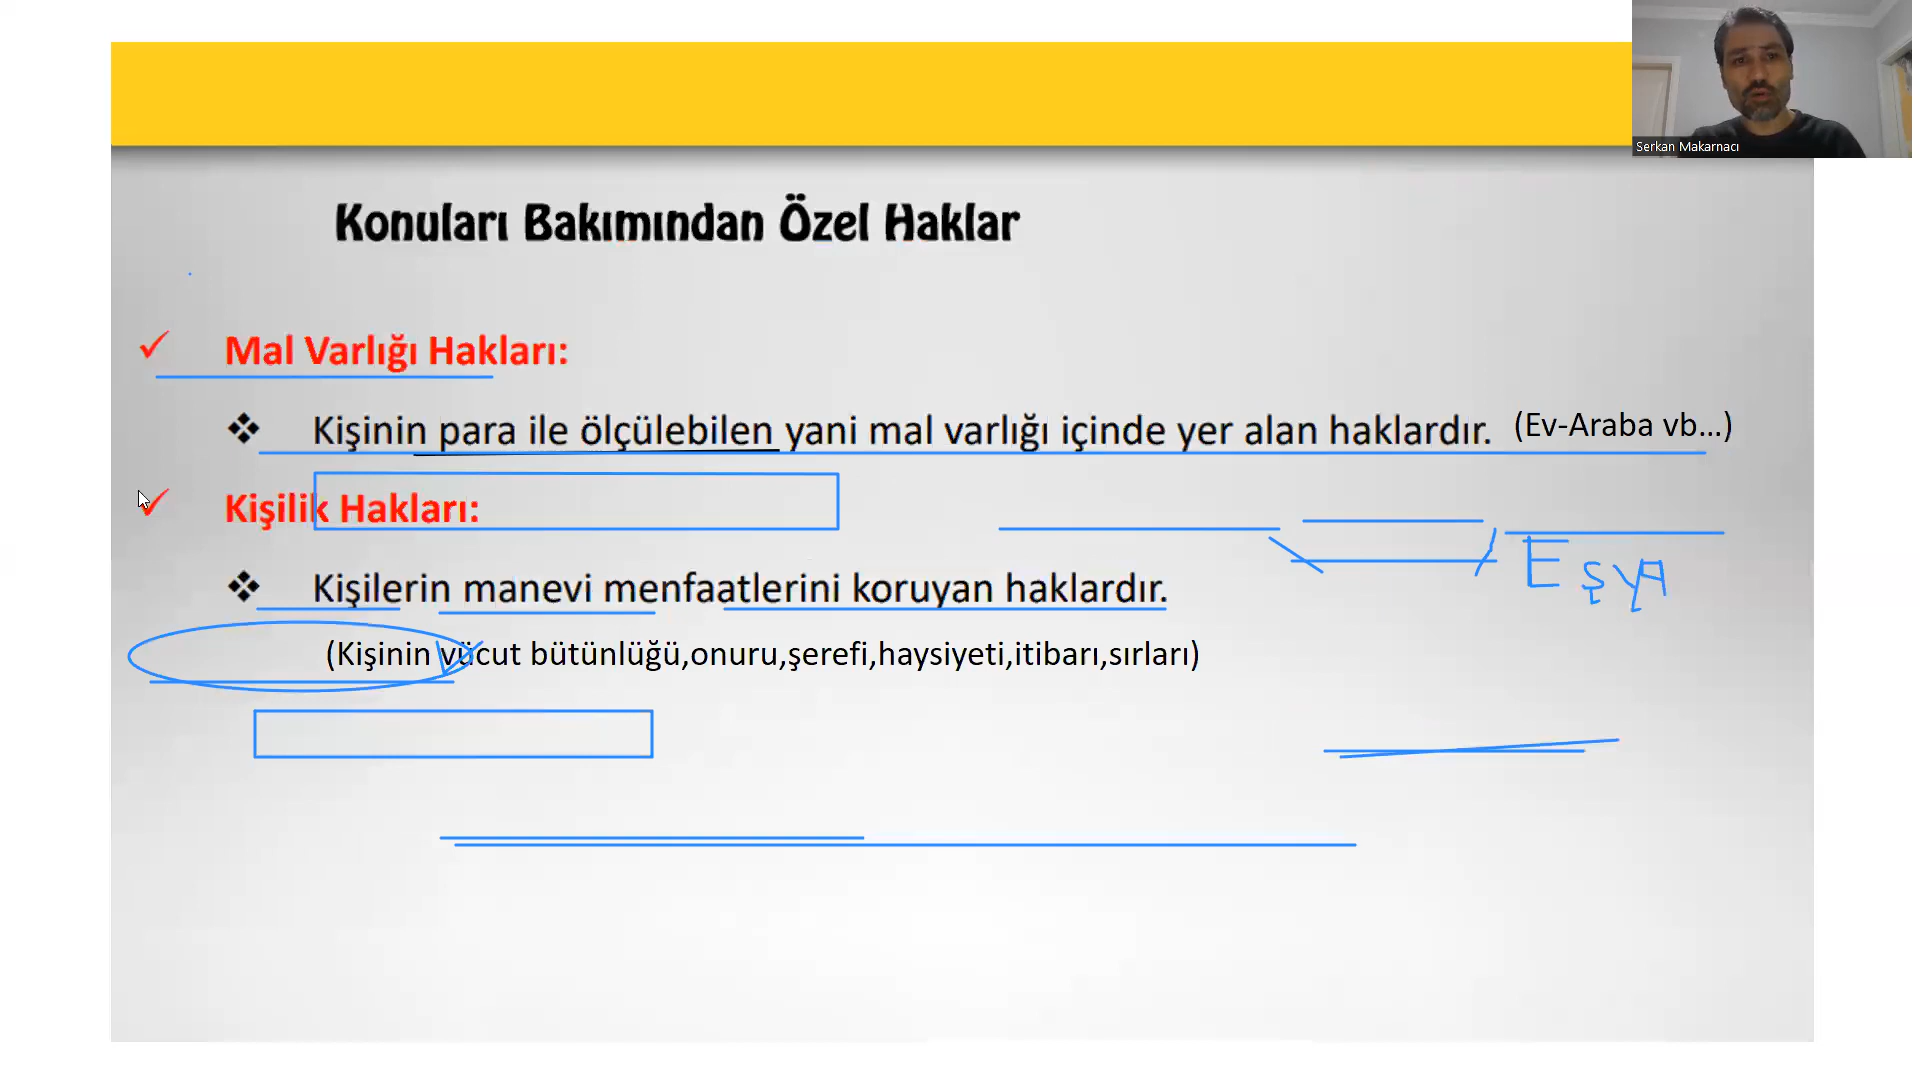 Serkan Makarnacı
Konuları Bakımından Özel Haklar
Mal Varlığı Hakları:
Kişinin para ile ölçülebilen yani mal varlığı içinde yer alan haklardır. (Ev-Araba vb...)
Kişilik Hakları:
EŞYA
Kişilerin manevi menfaatlerini koruyan haklardır.
(Kişinin vücut bütünlüğü,onuru,şerefi,haysiyeti,itibarı,sırları)